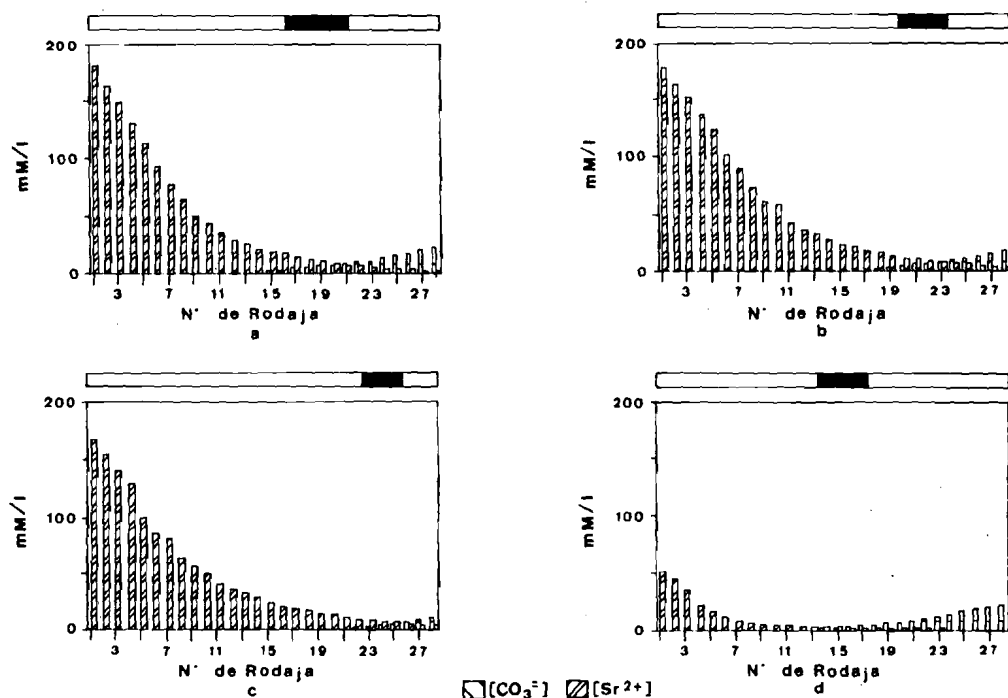 200 200
100 100
mM/l mM/l
0 0
3 7 11 15 19 23 27 3 7 11 15 19 23 27
N° de Rodaja N° de Rodaja
a b
200 200
100 100
mM/l mM/l
0 0
3 7 11 15 19 23 27 3 7 11 15 19 23 27
N° de Rodaja N° de Rodaja
c [CO₃⁼] [Sr²⁺] d